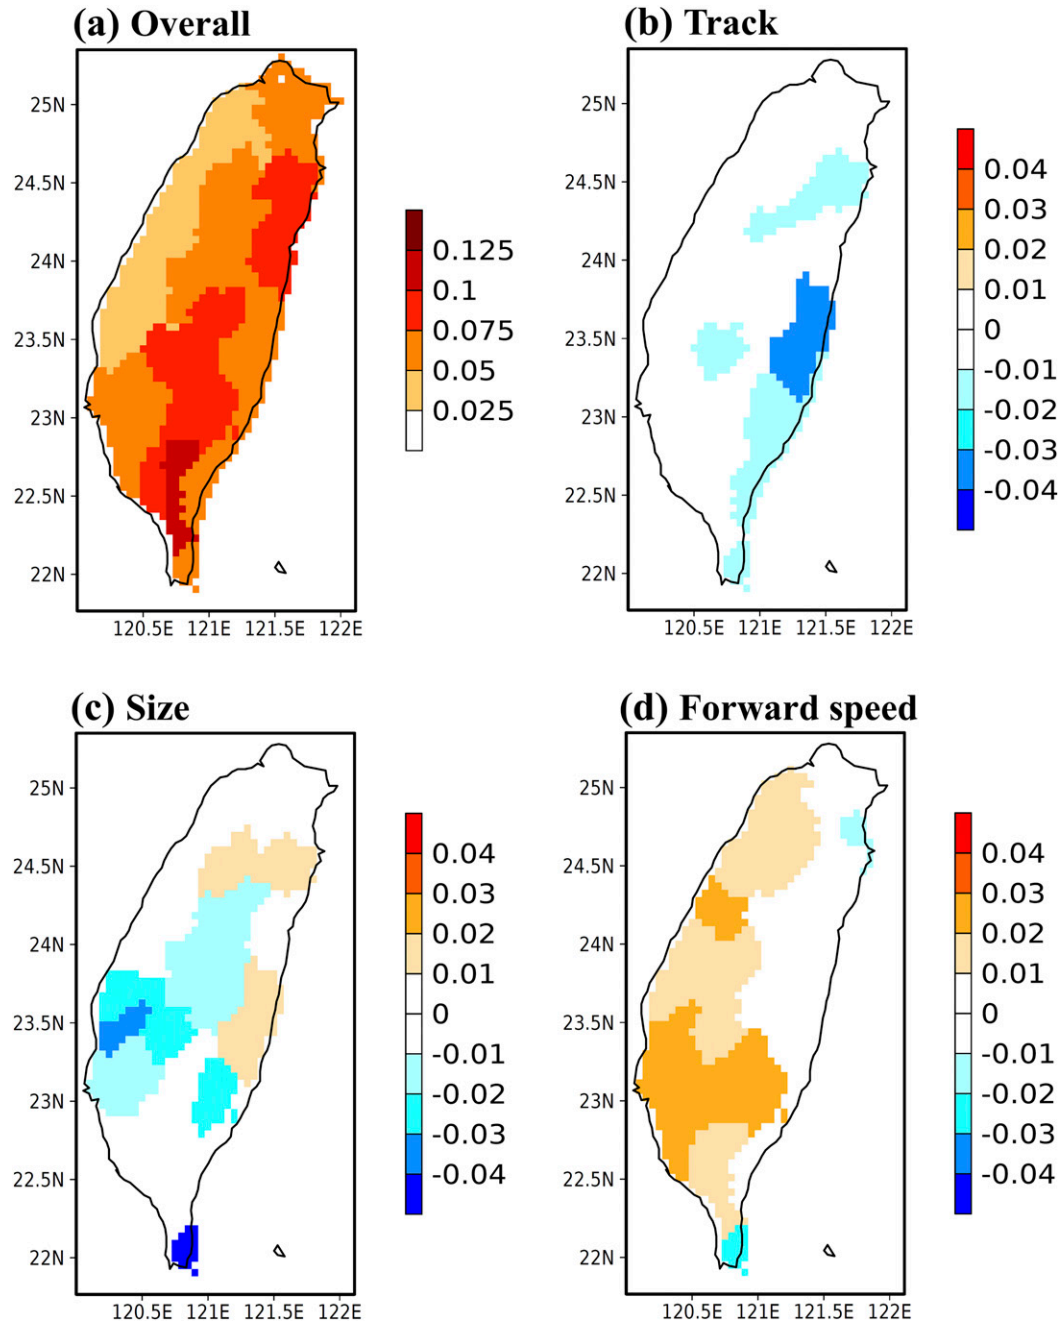 (a) Overall
25N
24.5N
24N
23.5N
23N
22.5N
22N
120.5E 121E 121.5E 122E
0.125
0.1
0.075
0.05
0.025
(b) Track
25N
24.5N
24N
23.5N
23N
22.5N
22N
120.5E 121E 121.5E 122E
0.04
0.03
0.02
0.01
0
-0.01
-0.02
-0.03
-0.04
(c) Size
25N
24.5N
24N
23.5N
23N
22.5N
22N
120.5E 121E 121.5E 122E
0.04
0.03
0.02
0.01
0
-0.01
-0.02
-0.03
-0.04
(d) Forward speed
25N
24.5N
24N
23.5N
23N
22.5N
22N
120.5E 121E 121.5E 122E
0.04
0.03
0.02
0.01
0
-0.01
-0.02
-0.03
-0.04